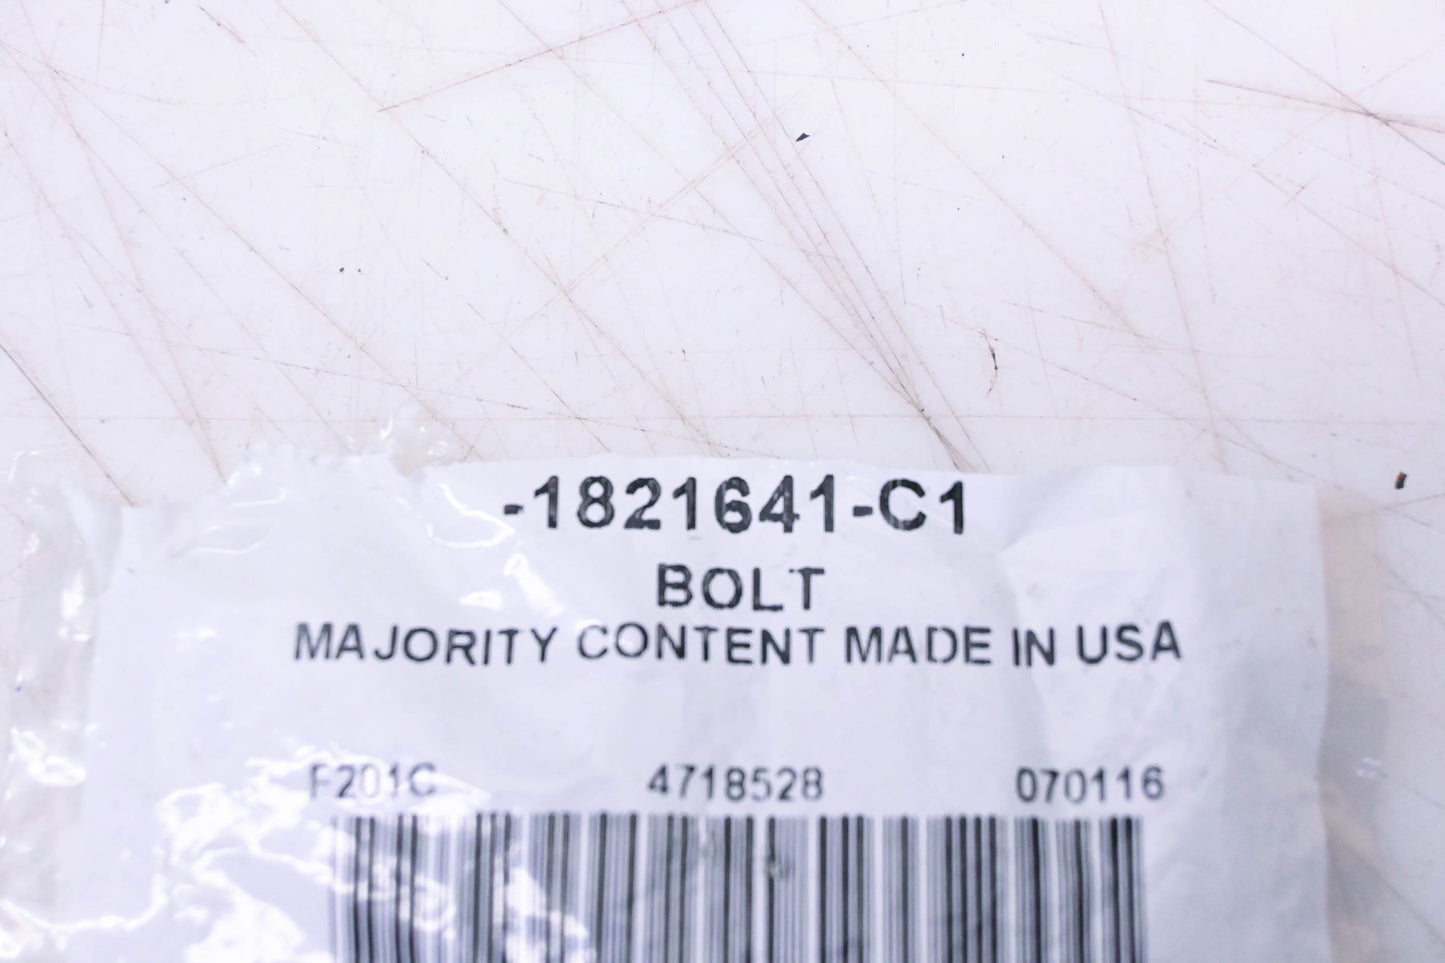 -1821641-C1
BOLT
MAJORITY CONTENT MADE IN USA
F201C 4718528 070116